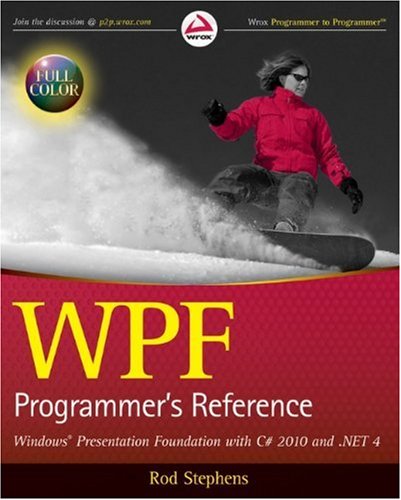 Join the discussion @ p2p.wrox.com
wrox
Wrox Programmer to Programmer™
FULL
COLOR
WPF
Programmer's Reference
Windows® Presentation Foundation with C# 2010 and .NET 4
Rod Stephens